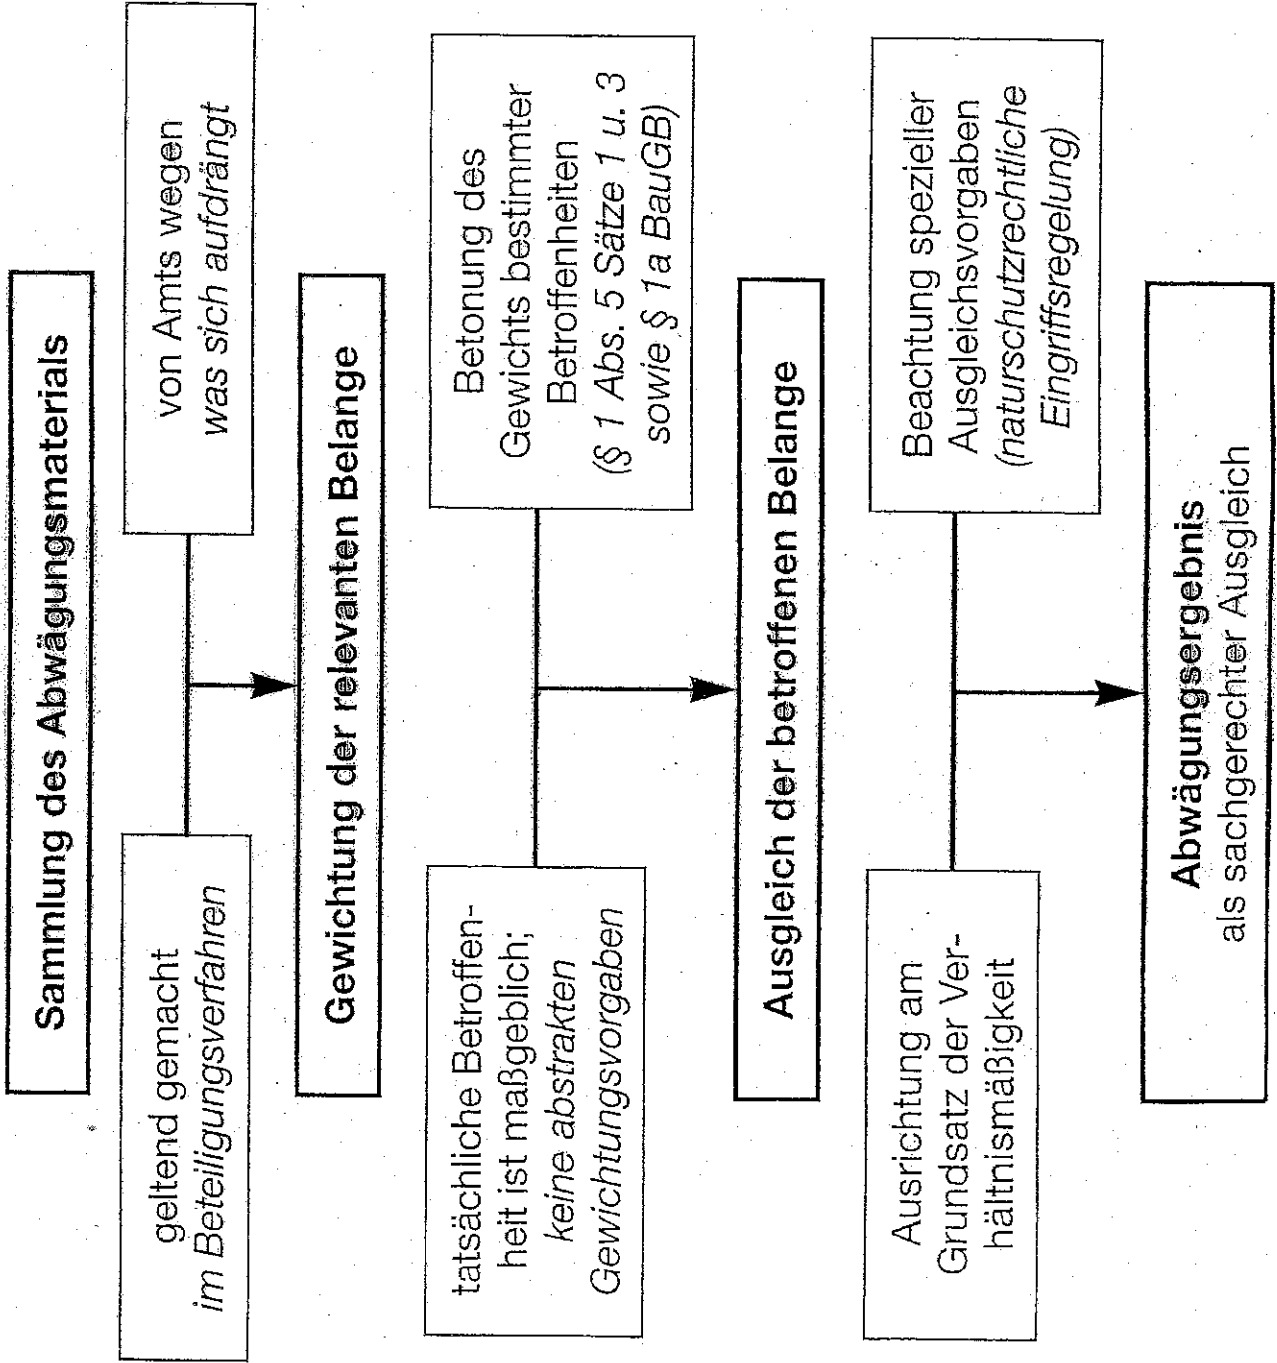 Sammlung des Abwägungsmaterials
geltend gemacht
im Beteiligungsverfahren
von Amts wegen
was sich aufdrängt
Gewichtung der relevanten Belange
tatsächliche Betroffen-
heit ist maßgeblich;
keine abstrakten
Gewichtungsvorgaben
Betonung des
Gewichts bestimmter
Betroffenheiten
(§ 1 Abs. 5 Sätze 1 u. 3
sowie § 1a BauGB)
Ausgleich der betroffenen Belange
Ausrichtung am
Grundsatz der Ver-
hältnismäßigkeit
Beachtung spezieller
Ausgleichsvorgaben
(naturschutzrechtliche
Eingriffsregelung)
Abwägungsergebnis
als sachgerechter Ausgleich